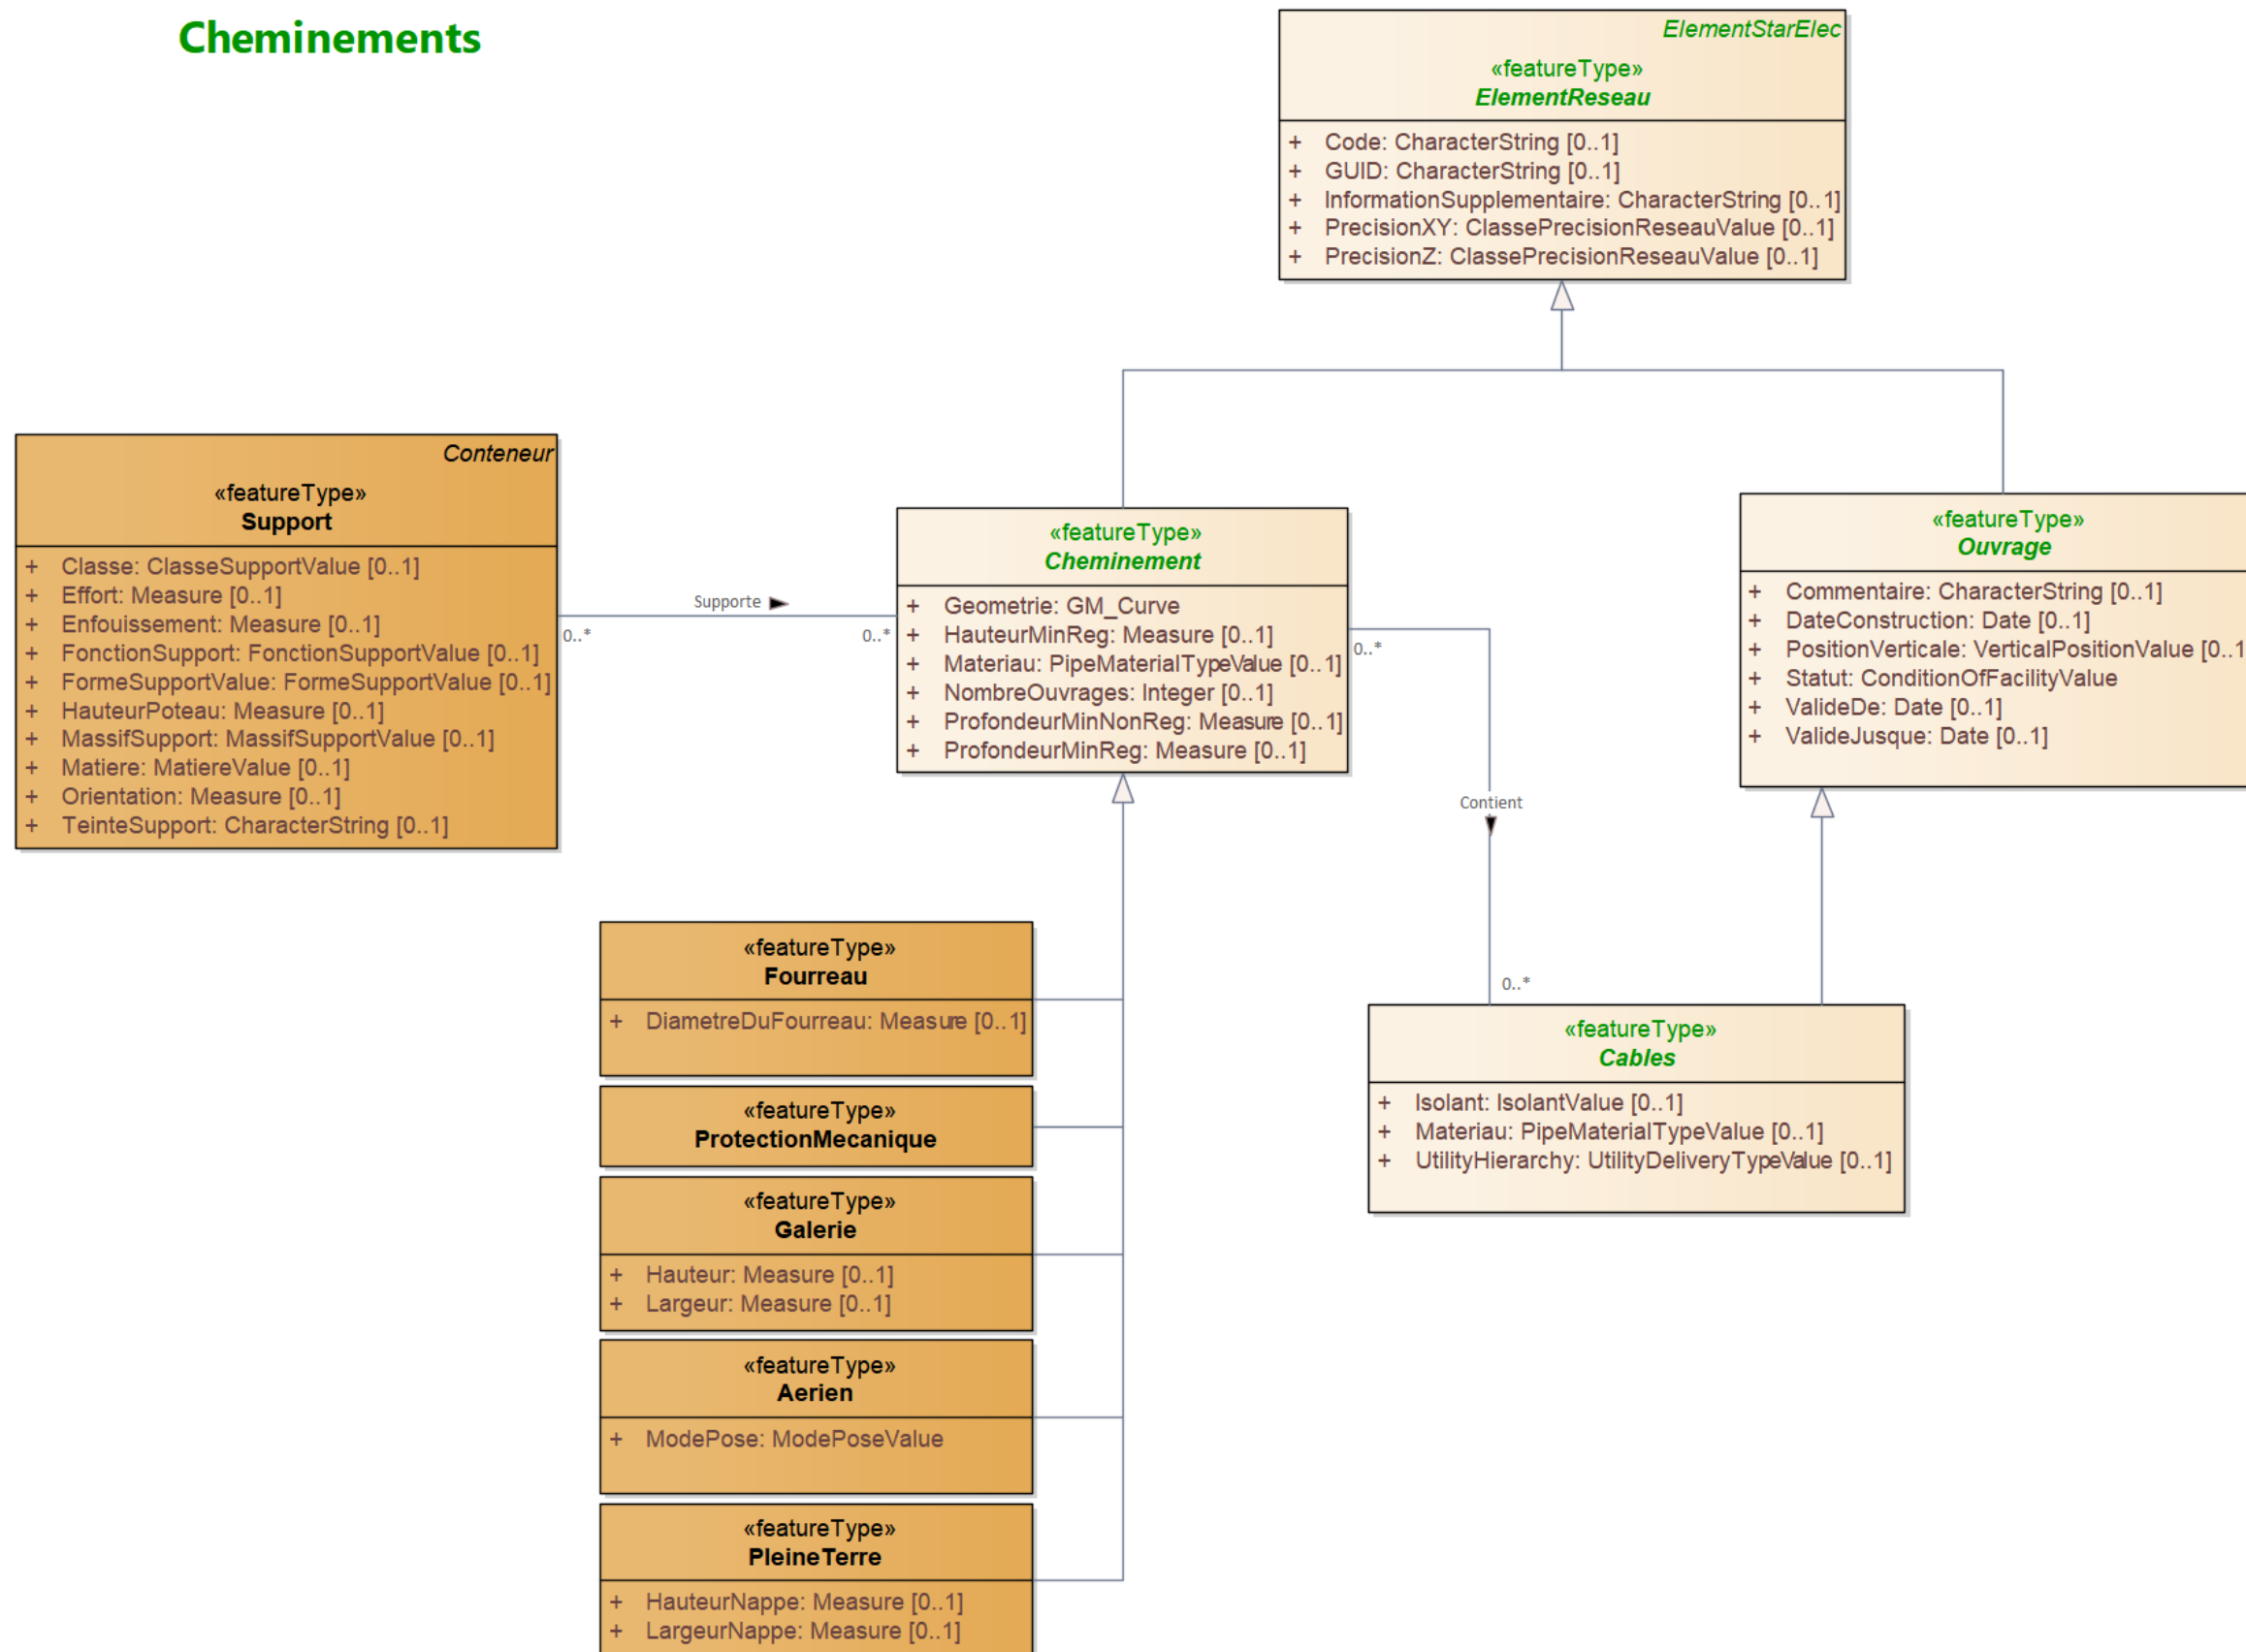 Cheminements
ElementStarElec
«featureType»
ElementReseau
+ Code: CharacterString [0..1]
+ GUID: CharacterString [0..1]
+ InformationSupplementaire: CharacterString [0..1]
+ PrecisionXY: ClassePrecisionReseauValue [0..1]
+ PrecisionZ: ClassePrecisionReseauValue [0..1]
Conteneur
«featureType»
Support
+ Classe: ClasseSupportValue [0..1]
+ Effort: Measure [0..1]
+ Enfouissement: Measure [0..1]
+ FonctionSupport: FonctionSupportValue [0..1]
+ FormeSupportValue: FormeSupportValue [0..1]
+ HauteurPoteau: Measure [0..1]
+ MassifSupport: MassifSupportValue [0..1]
+ Matiere: MatiereValue [0..1]
+ Orientation: Measure [0..1]
+ TeinteSupport: CharacterString [0..1]
Supporte
0..*
0..*
«featureType»
Cheminement
+ Geometrie: GM_Curve
+ HauteurMinReg: Measure [0..1]
+ Materiau: PipeMaterialTypeValue [0..1]
+ NombreOuvrages: Integer [0..1]
+ ProfondeurMinNonReg: Measure [0..1]
+ ProfondeurMinReg: Measure [0..1]
0..*
Contient
0..*
«featureType»
Ouvrage
+ Commentaire: CharacterString [0..1]
+ DateConstruction: Date [0..1]
+ PositionVerticale: VerticalPositionValue [0..1
+ Statut: ConditionOfFacilityValue
+ ValideDe: Date [0..1]
+ ValideJusque: Date [0..1]
«featureType»
Fourreau
+ DiametreDuFourreau: Measure [0..1]
«featureType»
ProtectionMecanique
«featureType»
Galerie
+ Hauteur: Measure [0..1]
+ Largeur: Measure [0..1]
«featureType»
Aerien
+ ModePose: ModePoseValue
«featureType»
PleineTerre
+ HauteurNappe: Measure [0..1]
+ LargeurNappe: Measure [0..1]
«featureType»
Cables
+ Isolant: IsolantValue [0..1]
+ Materiau: PipeMaterialTypeValue [0..1]
+ UtilityHierarchy: UtilityDeliveryTypeValue [0..1]